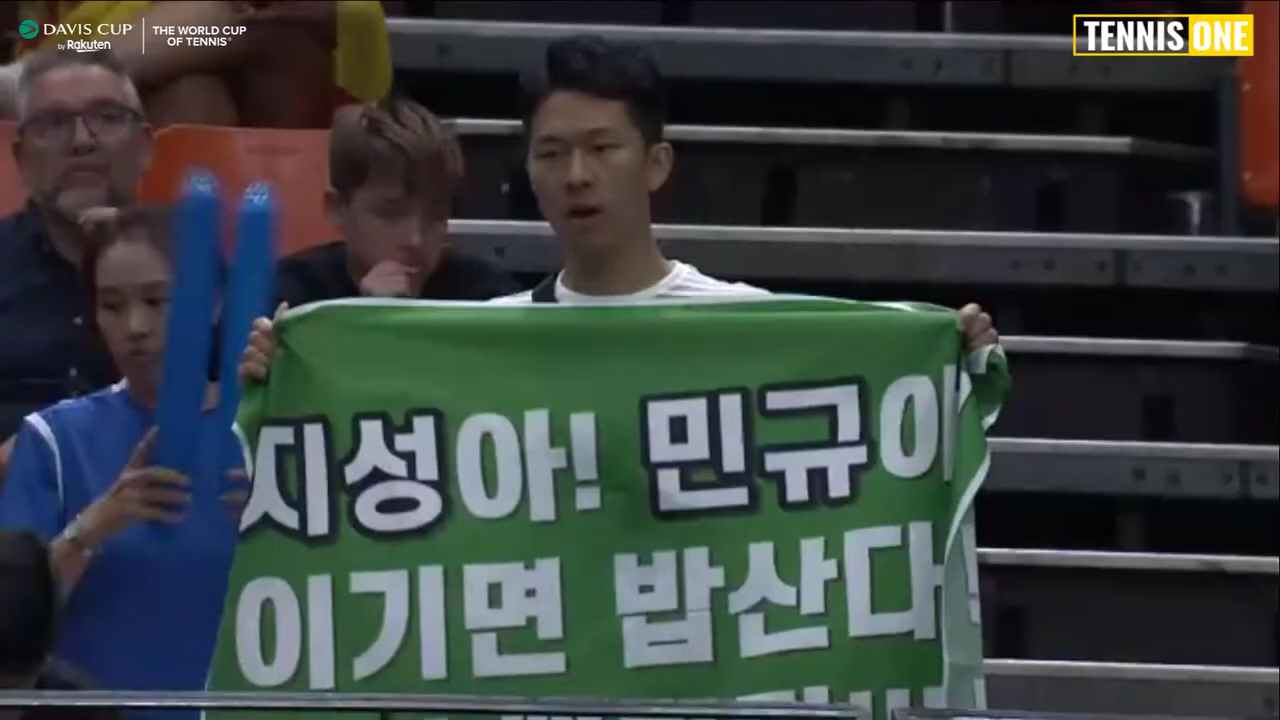 DAVIS CUP
by Rakuten
THE WORLD CUP
OF TENNIS
TENNIS ONE
지성아! 민규야
이기면 밥산다